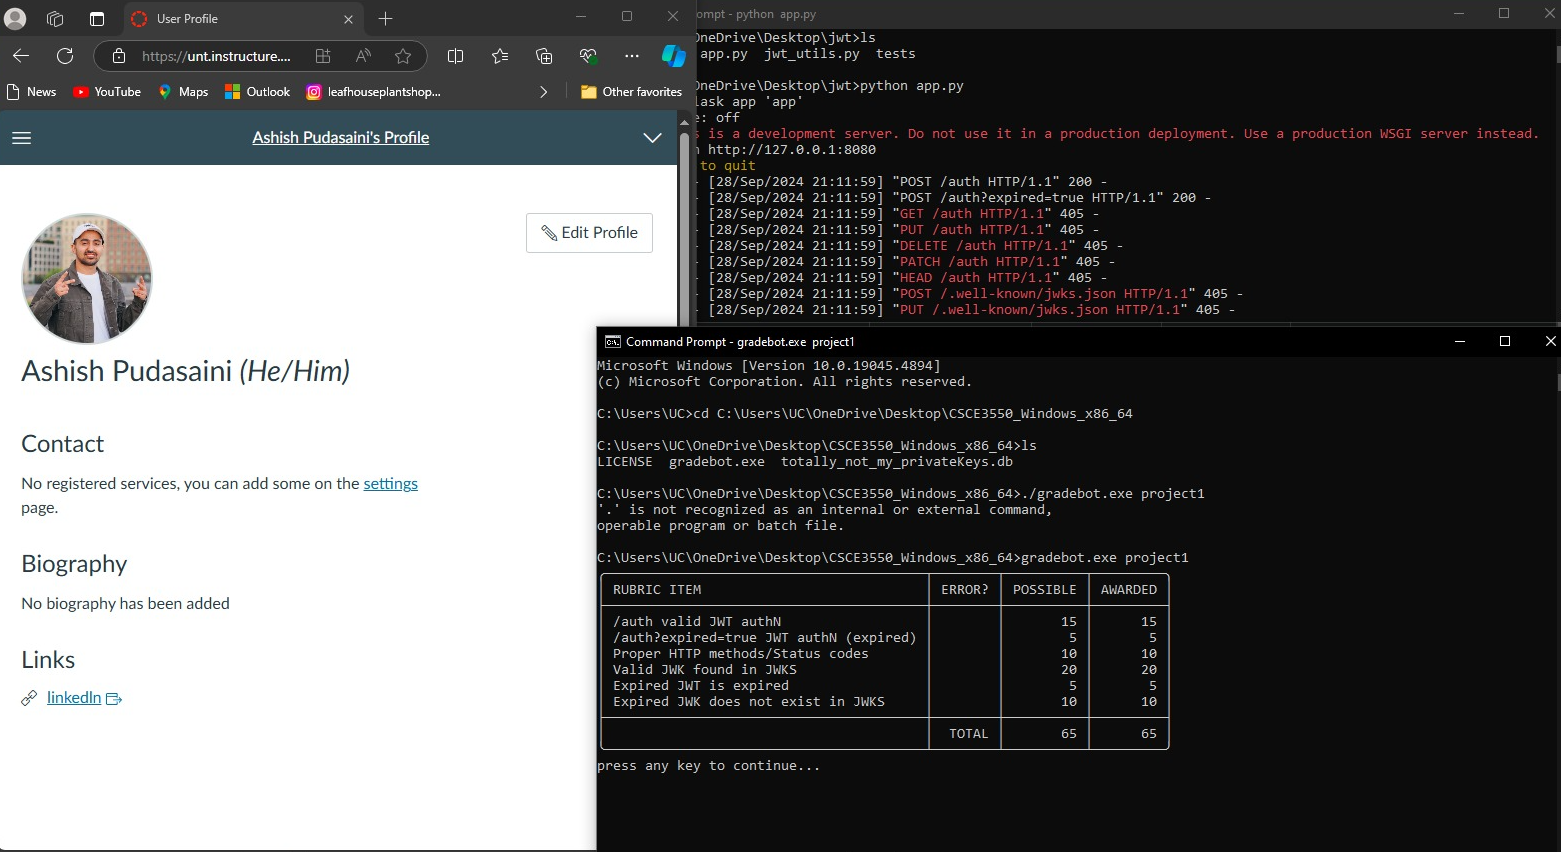 User Profile
https://unt.instructure....
News
YouTube
Maps
Outlook
leafhouseplantshop...
Other favorites
Ashish Pudasaini's Profile
Edit Profile
Ashish Pudasaini (He/Him)
Contact
No registered services, you can add some on the settings
page.
Biography
No biography has been added
Links
linkedln
ompt - python  app.py
OneDrive\Desktop\jwt>ls
app.py  jwt_utils.py  tests
OneDrive\Desktop\jwt>python app.py
lask app 'app'
e: off
s is a development server. Do not use it in a production deployment. Use a production WSGI server instead.
n http://127.0.0.1:8080
to quit
- [28/Sep/2024 21:11:59] "POST /auth HTTP/1.1" 200 -
- [28/Sep/2024 21:11:59] "POST /auth?expired=true HTTP/1.1" 200 -
- [28/Sep/2024 21:11:59] "GET /auth HTTP/1.1" 405 -
- [28/Sep/2024 21:11:59] "PUT /auth HTTP/1.1" 405 -
- [28/Sep/2024 21:11:59] "DELETE /auth HTTP/1.1" 405 -
- [28/Sep/2024 21:11:59] "PATCH /auth HTTP/1.1" 405 -
- [28/Sep/2024 21:11:59] "HEAD /auth HTTP/1.1" 405 -
- [28/Sep/2024 21:11:59] "POST /.well-known/jwks.json HTTP/1.1" 405 -
- [28/Sep/2024 21:11:59] "PUT /.well-known/jwks.json HTTP/1.1" 405 -
Command Prompt - gradebot.exe  project1
Microsoft Windows [Version 10.0.19045.4894]
(c) Microsoft Corporation. All rights reserved.
C:\Users\UC>cd C:\Users\UC\OneDrive\Desktop\CSCE3550_Windows_x86_64
C:\Users\UC\OneDrive\Desktop\CSCE3550_Windows_x86_64>ls
LICENSE  gradebot.exe  totally_not_my_privateKeys.db
C:\Users\UC\OneDrive\Desktop\CSCE3550_Windows_x86_64>./gradebot.exe project1
'.' is not recognized as an internal or external command,
operable program or batch file.
C:\Users\UC\OneDrive\Desktop\CSCE3550_Windows_x86_64>gradebot.exe project1
RUBRIC ITEM ERROR? POSSIBLE AWARDED
/auth valid JWT authN 15 15
/auth?expired=true JWT authN (expired) 5 5
Proper HTTP methods/Status codes 10 10
Valid JWK found in JWKS 20 20
Expired JWT is expired 5 5
Expired JWK does not exist in JWKS 10 10
TOTAL 65 65
press any key to continue...